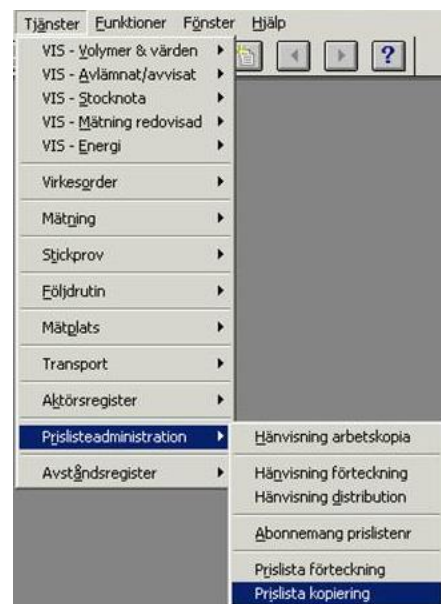 Tjänster Funktioner Fönster Hjälp
VIS - Volymer & värden
VIS - Avlämnat/avvisat
VIS - Stocknota
VIS - Mätning redovisad
VIS - Energi
Virkesorder
Mätning
Stickprov
Följdrutin
Mätplats
Transport
Aktörsregister
Prislisteadministration
Avståndsregister
Hänvisning arbetskopia
Hänvisning förteckning
Hänvisning distribution
Abonnemang prislistenr
Prislista förteckning
Prislista kopiering
?